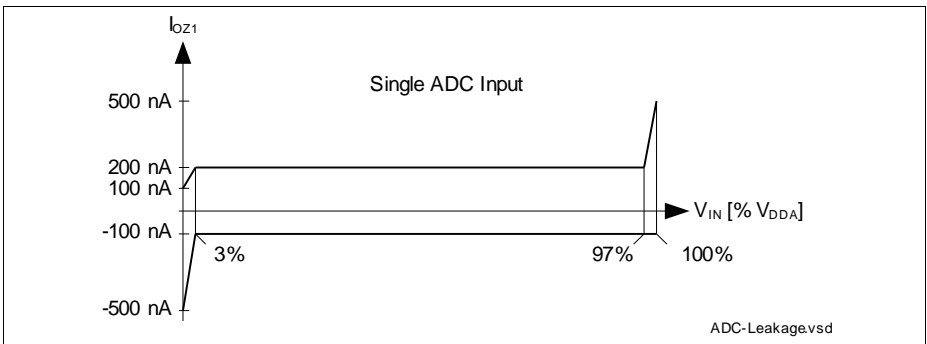 IOZ1
Single ADC Input
500 nA
200 nA
100 nA
VIN [% VDDA]
-100 nA
3%
97%
100%
-500 nA
ADC-Leakage.vsd